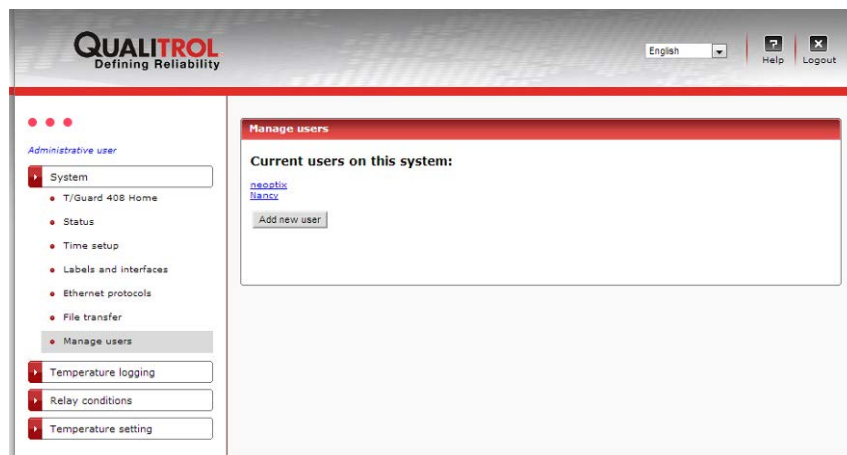 QUALITROL
Defining Reliability
English
?
Help
X
Logout
Administrative user
System
T/Guard 408 Home
Status
Time setup
Labels and interfaces
Ethernet protocols
File transfer
Manage users
Temperature logging
Relay conditions
Temperature setting
Manage users
Current users on this system:
neoptix
Nancy
Add new user